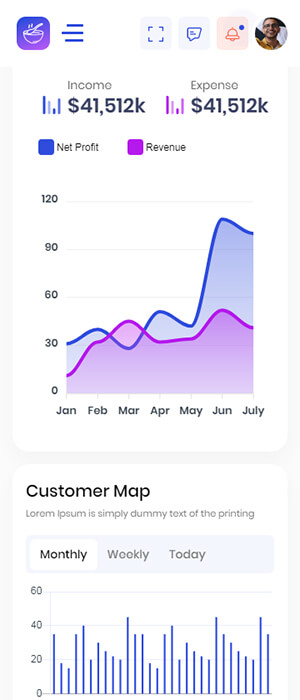 Income Expense
$41,512k $41,512k
Net Profit Revenue
120
90
60
30
0
Jan Feb Mar Apr May Jun July
Customer Map
Lorem Ipsum is simply dummy text of the printing
Monthly Weekly Today
60
40
20